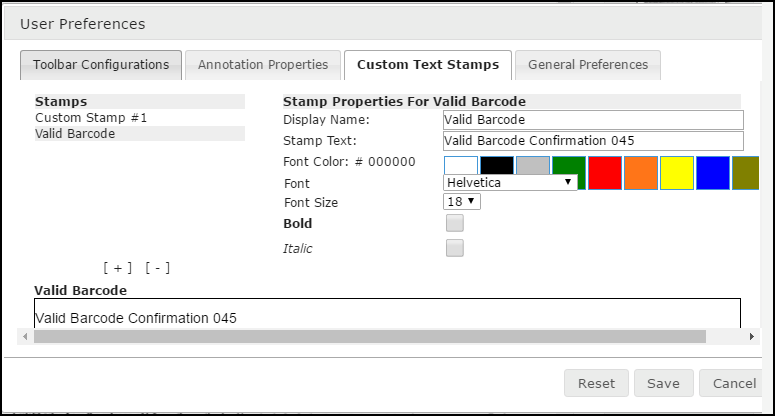 User Preferences
Toolbar Configurations Annotation Properties Custom Text Stamps General Preferences
Stamps
Custom Stamp #1
Valid Barcode
[ + ] [ - ]
Stamp Properties For Valid Barcode
Display Name: Valid Barcode
Stamp Text: Valid Barcode Confirmation 045
Font Color: # 000000
Font Helvetica
Font Size 18
Bold
Italic
Valid Barcode
Valid Barcode Confirmation 045
Reset Save Cancel